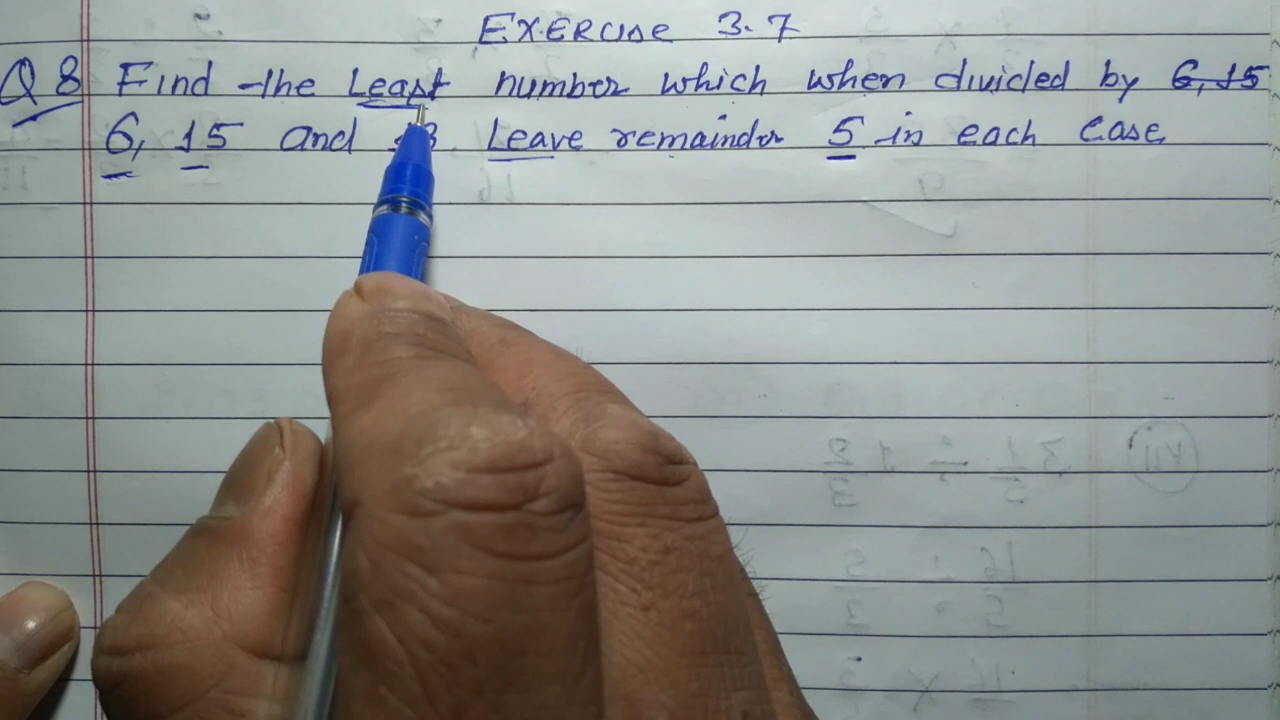 EXERCISE 3.7
Q 8 Find the Least number which when divided by 6, 15
6, 15 and Leave remainder 5 in each case